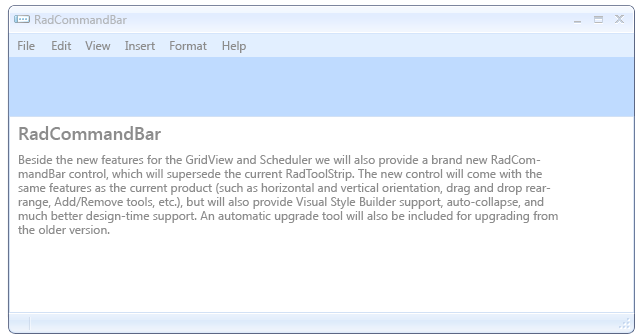 RadCommandBar
File Edit View Insert Format Help
RadCommandBar
Beside the new features for the GridView and Scheduler we will also provide a brand new RadCom-
mandBar control, which will supersede the current RadToolStrip. The new control will come with the
same features as the current product (such as horizontal and vertical orientation, drag and drop rear-
range, Add/Remove tools, etc.), but will also provide Visual Style Builder support, auto-collapse, and
much better design-time support. An automatic upgrade tool will also be included for upgrading from
the older version.